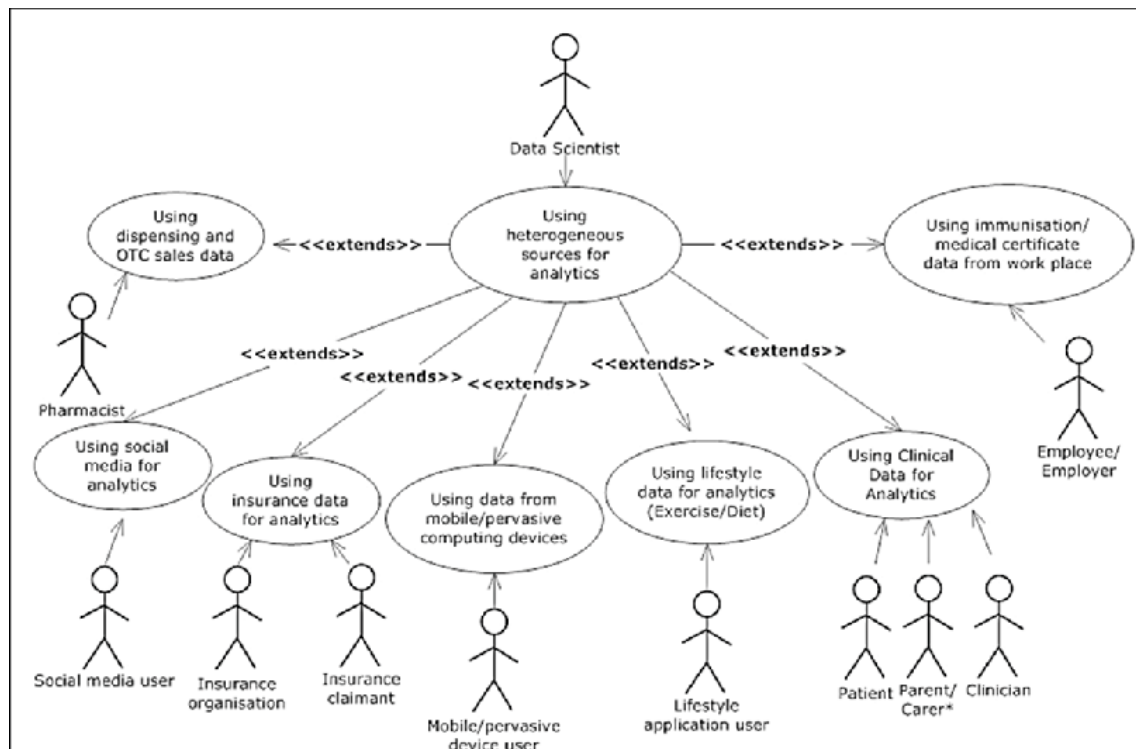 Data Scientist
Using
dispensing and
OTC sales data
<<extends>>
Using
heterogeneous
sources for
analytics
<<extends>>
Using immunisation/
medical certificate
data from work place
Pharmacist
<<extends>>
<<extends>>
<<extends>>
<<extends>>
<<extends>>
Employee/
Employer
Using social
media for
analytics
Using
insurance data
for analytics
Using data from
mobile/pervasive
computing devices
Using lifestyle
data for analytics
(Exercise/Diet)
Using Clinical
Data for
Analytics
Social media user
Insurance
organisation
Insurance
claimant
Mobile/pervasive
device user
Lifestyle
application user
Patient
Parent/
Carer*
Clinician